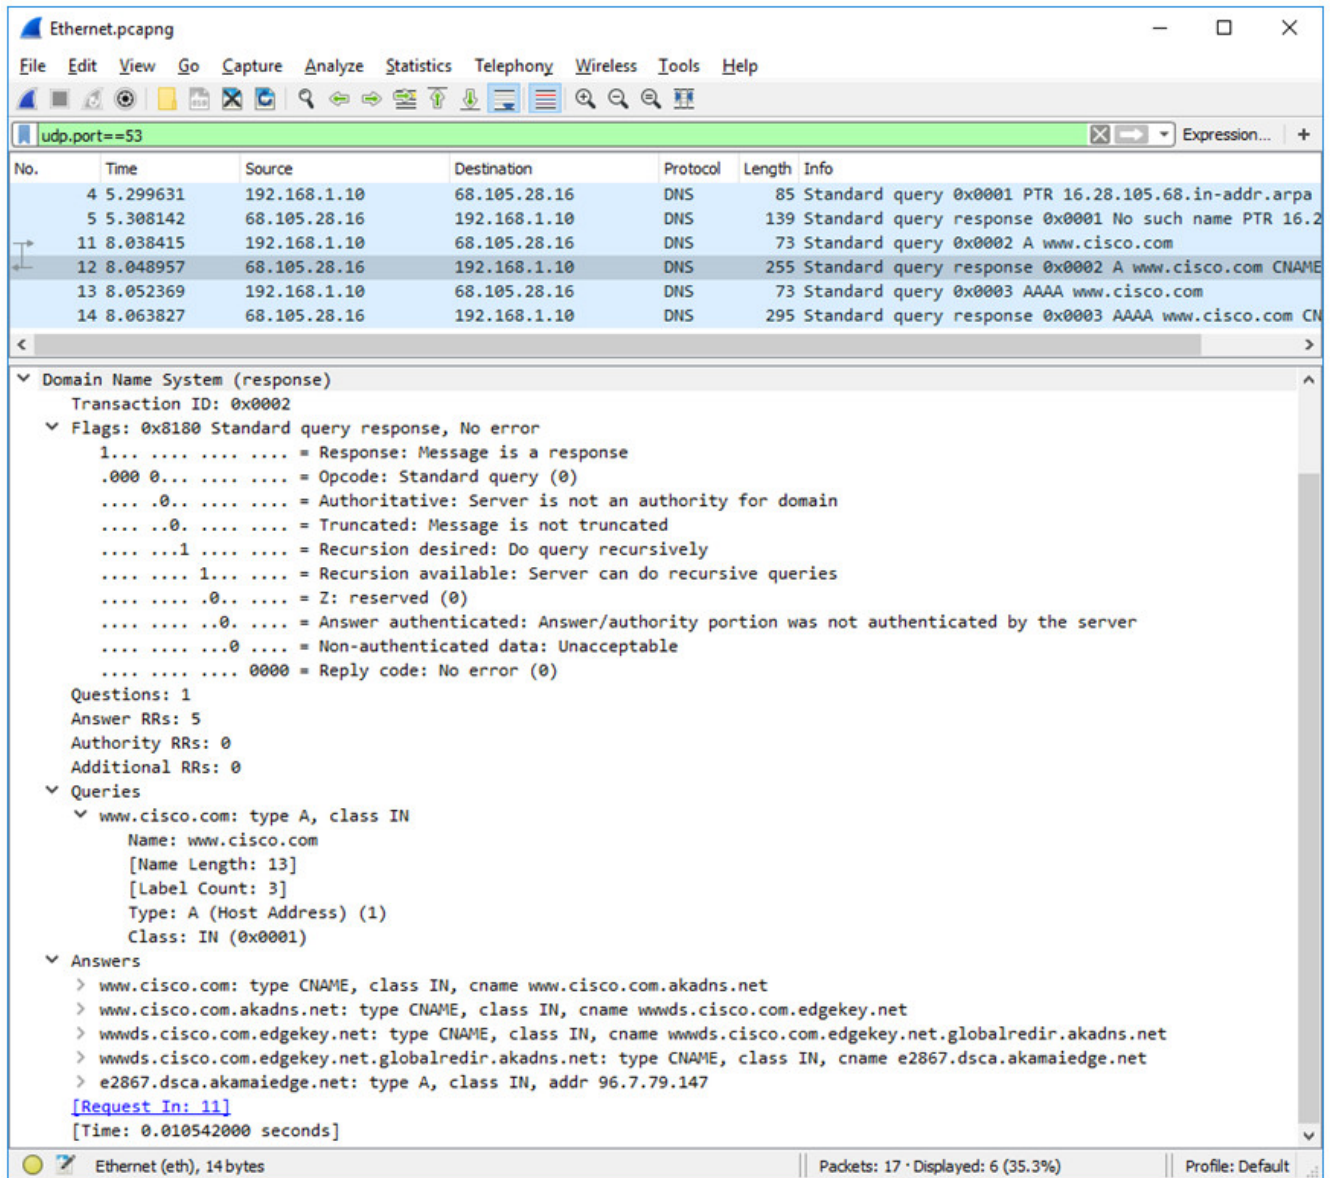 Ethernet.pcapng
File Edit View Go Capture Analyze Statistics Telephony Wireless Tools Help
udp.port==53 Expression... +
No. Time Source Destination Protocol Length Info
4 5.299631 192.168.1.10 68.105.28.16 DNS 85 Standard query 0x0001 PTR 16.28.105.68.in-addr.arpa
5 5.308142 68.105.28.16 192.168.1.10 DNS 139 Standard query response 0x0001 No such name PTR 16.2
11 8.038415 192.168.1.10 68.105.28.16 DNS 73 Standard query 0x0002 A www.cisco.com
12 8.048957 68.105.28.16 192.168.1.10 DNS 255 Standard query response 0x0002 A www.cisco.com CNAME
13 8.052369 192.168.1.10 68.105.28.16 DNS 73 Standard query 0x0003 AAAA www.cisco.com
14 8.063827 68.105.28.16 192.168.1.10 DNS 295 Standard query response 0x0003 AAAA www.cisco.com CN
Domain Name System (response)
Transaction ID: 0x0002
Flags: 0x8180 Standard query response, No error
1... .... .... .... = Response: Message is a response
.000 0... .... .... = Opcode: Standard query (0)
.... .0.. .... .... = Authoritative: Server is not an authority for domain
.... ..0. .... .... = Truncated: Message is not truncated
.... ...1 .... .... = Recursion desired: Do query recursively
.... .... 1... .... = Recursion available: Server can do recursive queries
.... .... .0.. .... = Z: reserved (0)
.... .... ..0. .... = Answer authenticated: Answer/authority portion was not authenticated by the server
.... .... ...0 .... = Non-authenticated data: Unacceptable
.... .... .... 0000 = Reply code: No error (0)
Questions: 1
Answer RRs: 5
Authority RRs: 0
Additional RRs: 0
Queries
www.cisco.com: type A, class IN
Name: www.cisco.com
[Name Length: 13]
[Label Count: 3]
Type: A (Host Address) (1)
Class: IN (0x0001)
Answers
www.cisco.com: type CNAME, class IN, cname www.cisco.com.akadns.net
www.cisco.com.akadns.net: type CNAME, class IN, cname wwwds.cisco.com.edgekey.net
wwwds.cisco.com.edgekey.net: type CNAME, class IN, cname wwwds.cisco.com.edgekey.net.globalredir.akadns.net
wwwds.cisco.com.edgekey.net.globalredir.akadns.net: type CNAME, class IN, cname e2867.dsca.akamaiedge.net
e2867.dsca.akamaiedge.net: type A, class IN, addr 96.7.79.147
[Request In: 11]
[Time: 0.010542000 seconds]
Ethernet (eth), 14 bytes Packets: 17 · Displayed: 6 (35.3%) Profile: Default